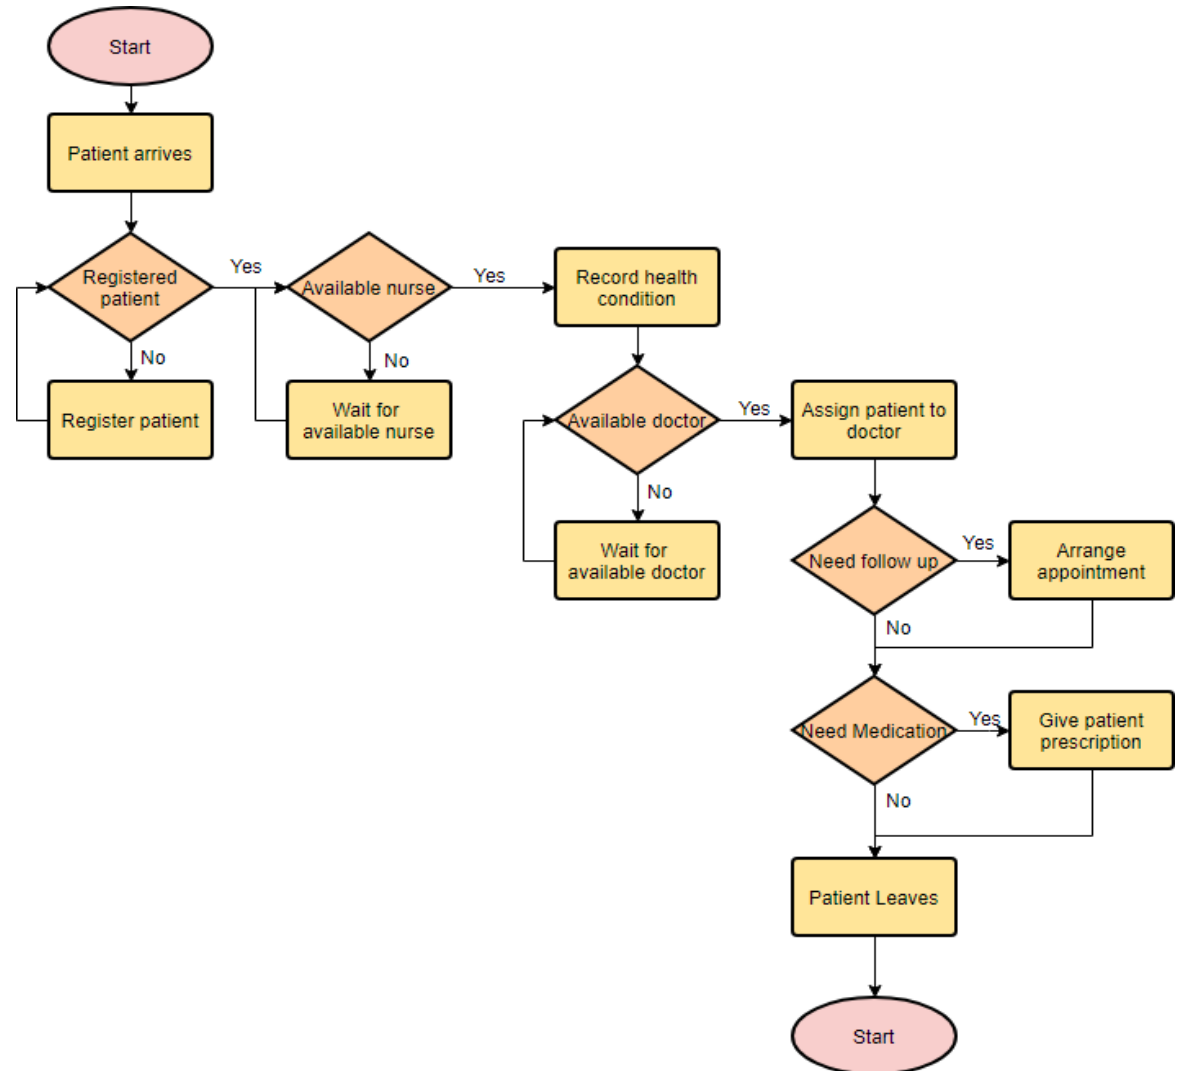 Start
Patient arrives
Registered
patient
Yes
No
Register patient
Available nurse
Yes
No
Wait for
available nurse
Record health
condition
Available doctor
Yes
No
Wait for
available doctor
Assign patient to
doctor
Need follow up
Yes
No
Arrange
appointment
Need Medication
Yes
No
Give patient
prescription
Patient Leaves
Start